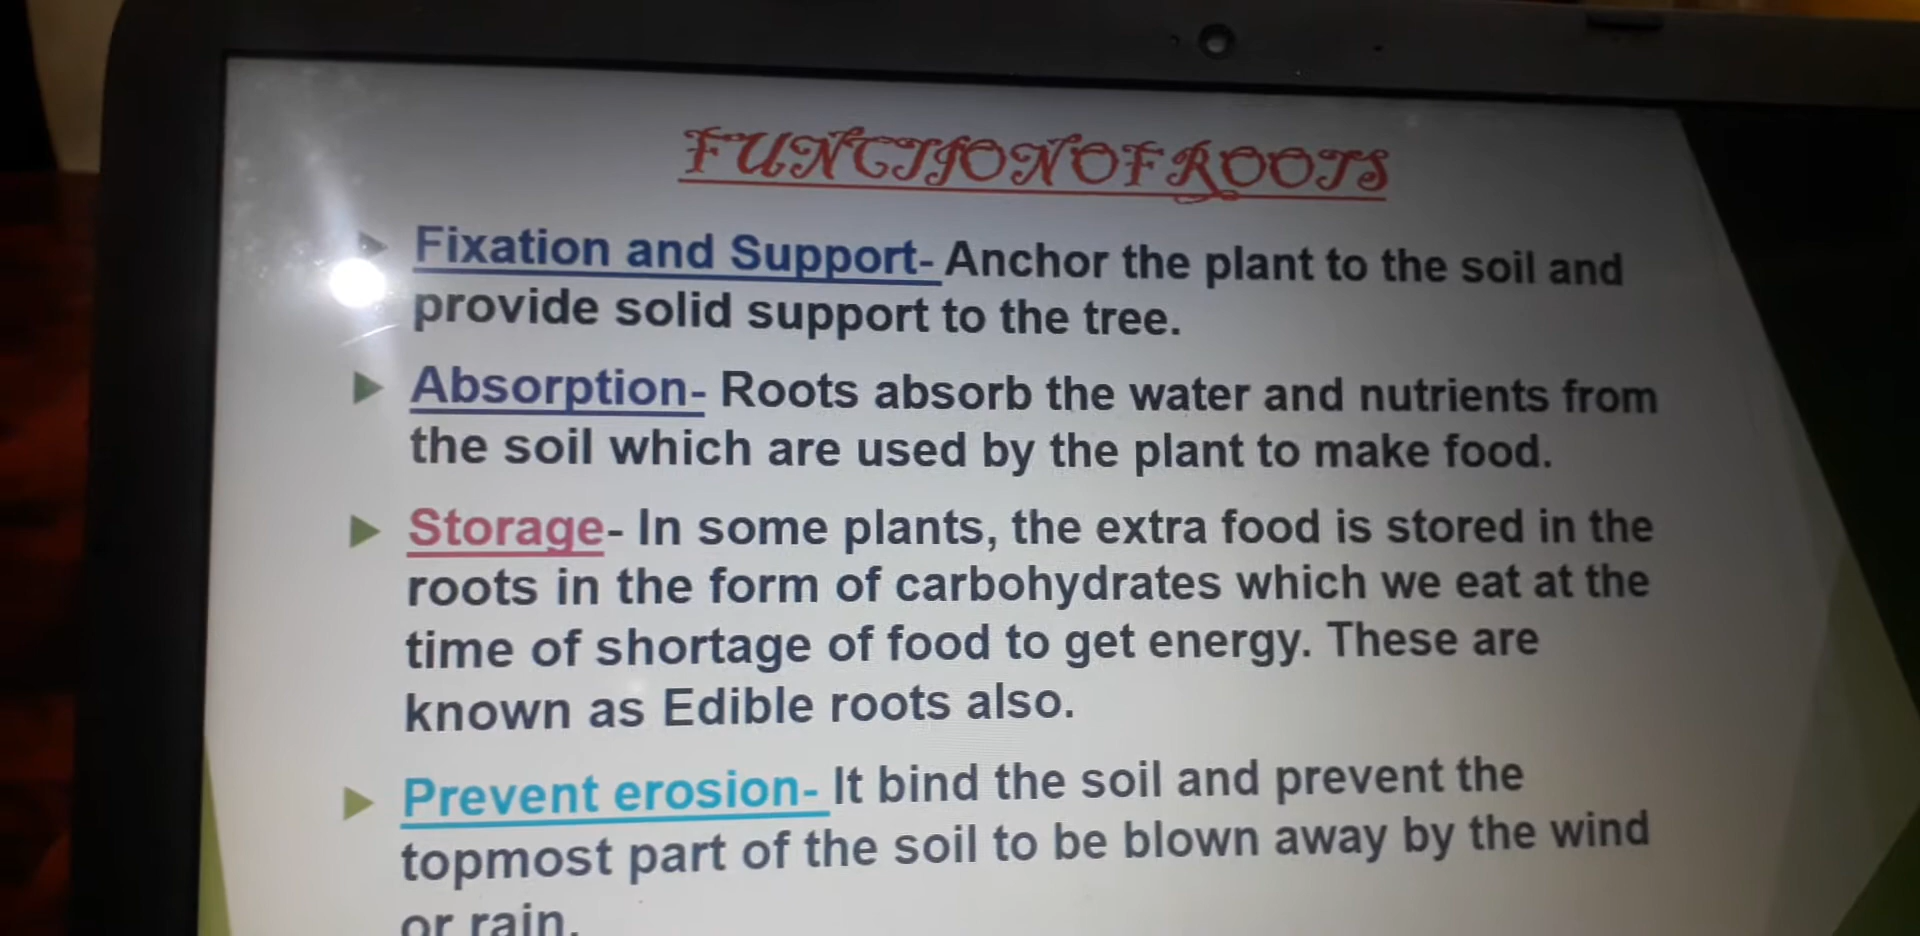 FUNCTION OF ROOTS
Fixation and Support- Anchor the plant to the soil and
provide solid support to the tree.
Absorption- Roots absorb the water and nutrients from
the soil which are used by the plant to make food.
Storage- In some plants, the extra food is stored in the
roots in the form of carbohydrates which we eat at the
time of shortage of food to get energy. These are
known as Edible roots also.
Prevent erosion- It bind the soil and prevent the
topmost part of the soil to be blown away by the wind
or rain.